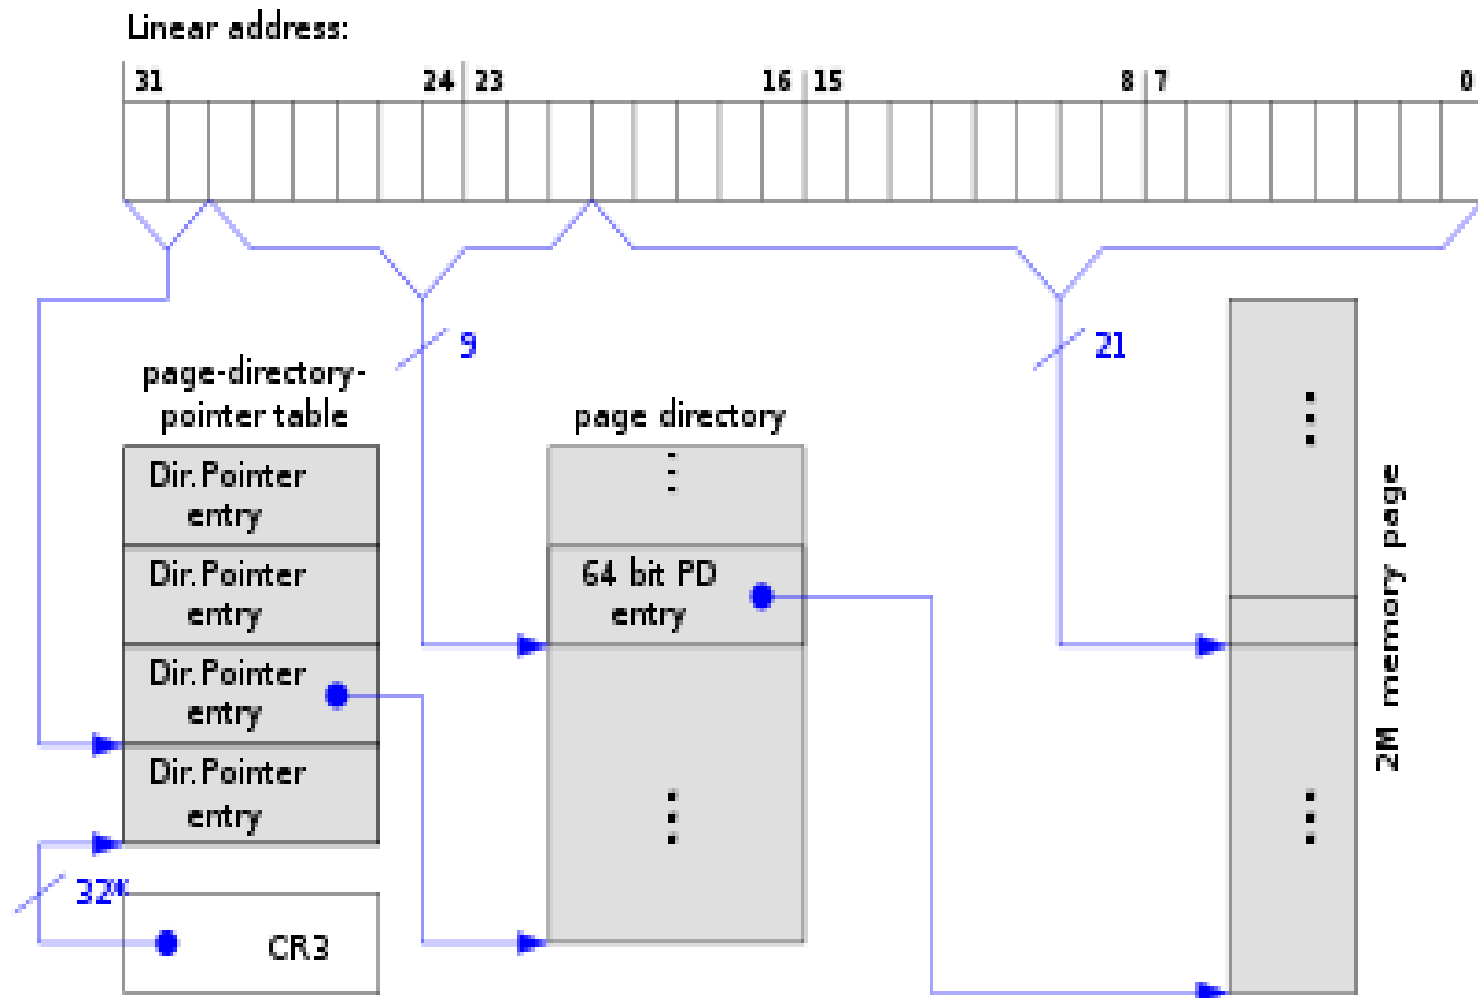 Linear address:
31 24 23 16 15 8 7 0
9
21
page-directory-
pointer table
page directory
Dir.Pointer
entry
Dir.Pointer
entry
64 bit PD
entry
Dir.Pointer
entry
Dir.Pointer
entry
2M memory page
32*
CR3